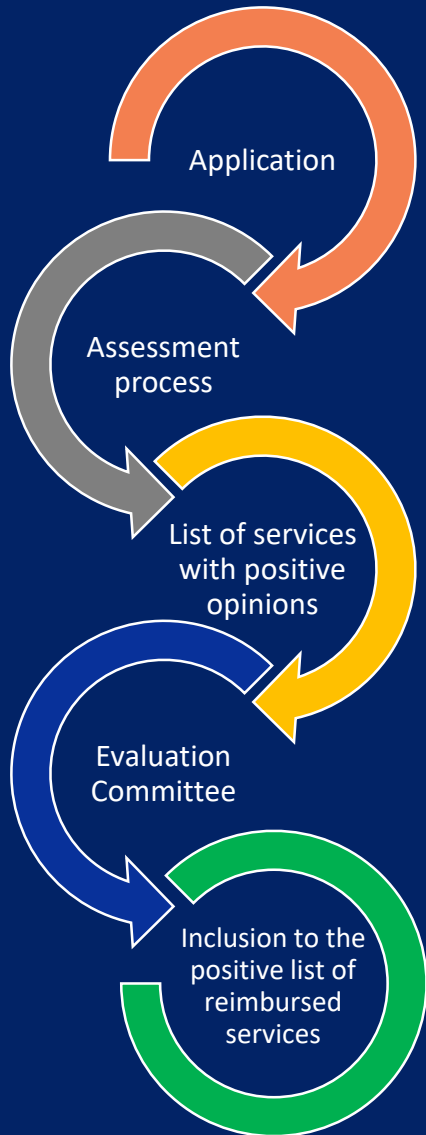 Application
Assessment
process
List of services
with positive
opinions
Evaluation
Committee
Inclusion to the
positive list of
reimbursed
services